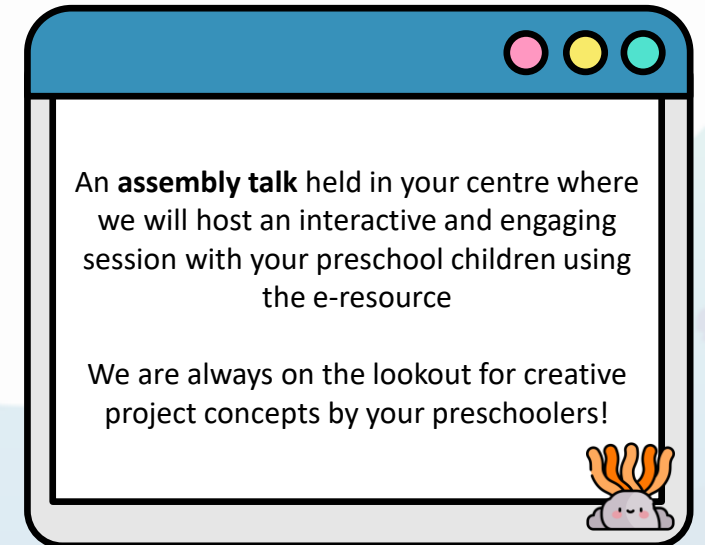 An assembly talk held in your centre where
we will host an interactive and engaging
session with your preschool children using
the e-resource
We are always on the lookout for creative
project concepts by your preschoolers!